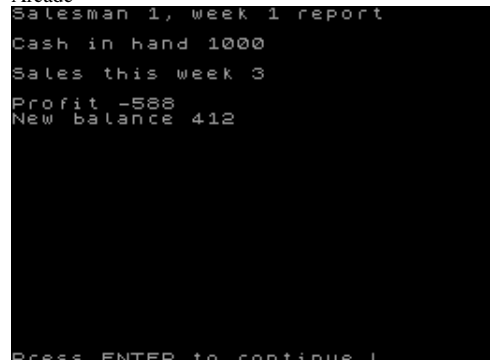 Arcade
Salesman 1, week 1 report
Cash in hand 1000
Sales this week 3
Profit -588
New balance 412
Press ENTER to continue !